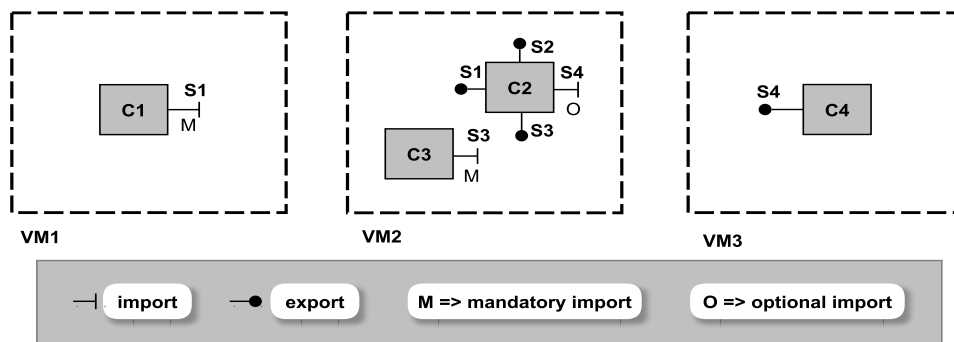 C1
S1
M
VM1
S2
S1
C2
S4
O
S3
C3
S3
M
VM2
S4
C4
VM3
import
export
M => mandatory import
O => optional import